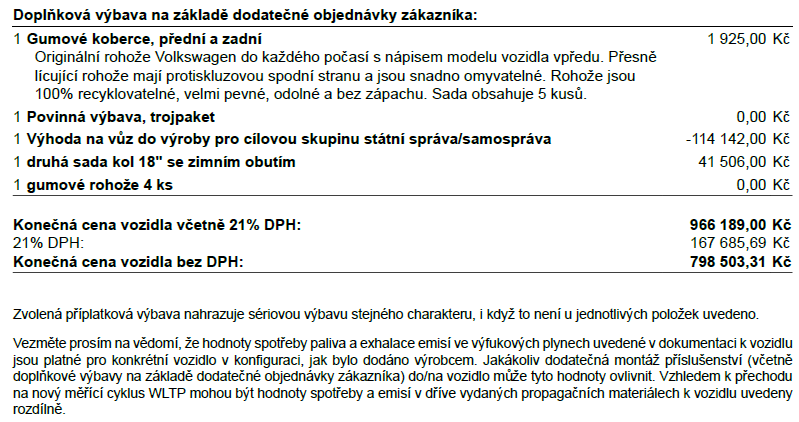 Doplňková výbava na základě dodatečné objednávky zákazníka:
1 Gumové koberce, přední a zadní 1 925,00 Kč
Originální rohože Volkswagen do každého počasí s nápisem modelu vozidla vpředu. Přesně
lícující rohože mají protiskluzovou spodní stranu a jsou snadno omyvatelné. Rohože jsou
100% recyklovatelné, velmi pevné, odolné a bez zápachu. Sada obsahuje 5 kusů.
1 Povinná výbava, trojpaket 0,00 Kč
1 Výhoda na vůz do výroby pro cílovou skupinu státní správa/samospráva -114 142,00 Kč
1 druhá sada kol 18" se zimním obutím 41 506,00 Kč
1 gumové rohože 4 ks 0,00 Kč
Konečná cena vozidla včetně 21% DPH: 966 189,00 Kč
21% DPH: 167 685,69 Kč
Konečná cena vozidla bez DPH: 798 503,31 Kč
Zvolená příplatková výbava nahrazuje sériovou výbavu stejného charakteru, i když to není u jednotlivých položek uvedeno.
Vezměte prosím na vědomí, že hodnoty spotřeby paliva a exhalace emisí ve výfukových plynech uvedené v dokumentaci k vozidlu
jsou platné pro konkrétní vozidlo v konfiguraci, jak bylo dodáno výrobcem. Jakákoliv dodatečná montáž příslušenství (včetně
doplňkové výbavy na základě dodatečné objednávky zákazníka) do/na vozidlo může tyto hodnoty ovlivnit. Vzhledem k přechodu
na nový měřící cyklus WLTP mohou být hodnoty spotřeby a emisí v dříve vydaných propagačních materiálech k vozidlu uvedeny
rozdílně.